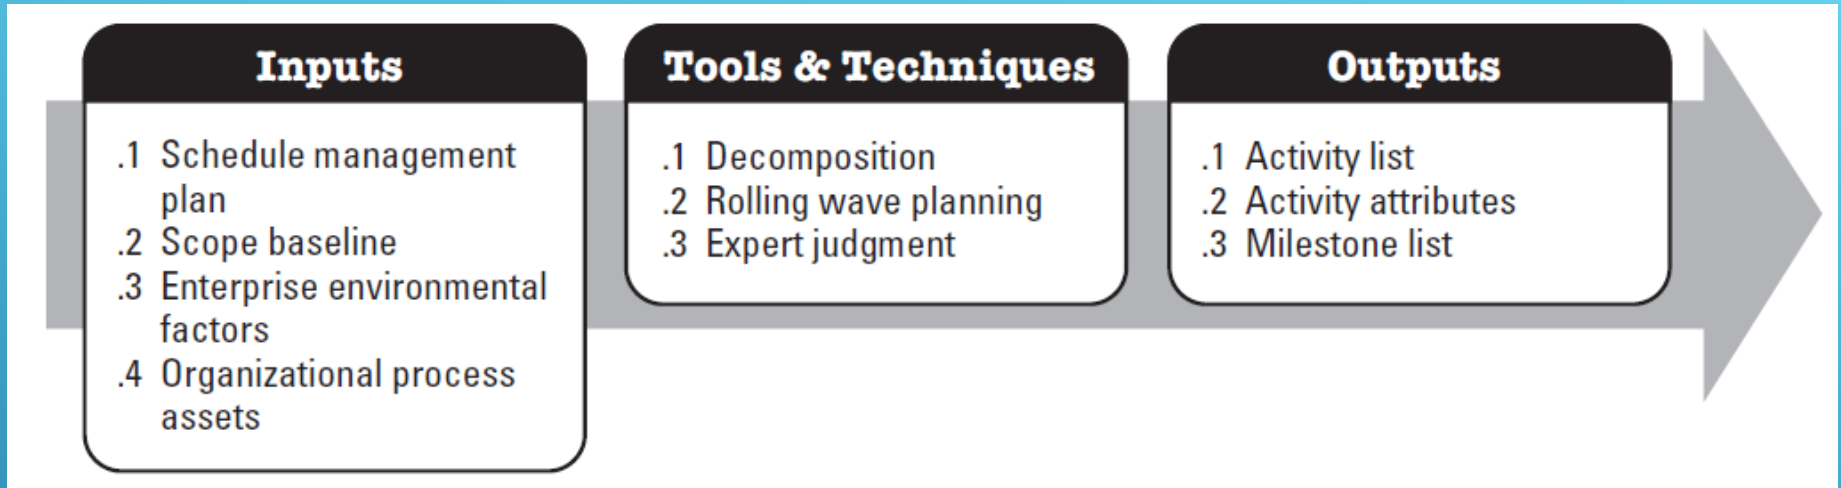 Inputs
.1 Schedule management
plan
.2 Scope baseline
.3 Enterprise environmental
factors
.4 Organizational process
assets
Tools & Techniques
.1 Decomposition
.2 Rolling wave planning
.3 Expert judgment
Outputs
.1 Activity list
.2 Activity attributes
.3 Milestone list